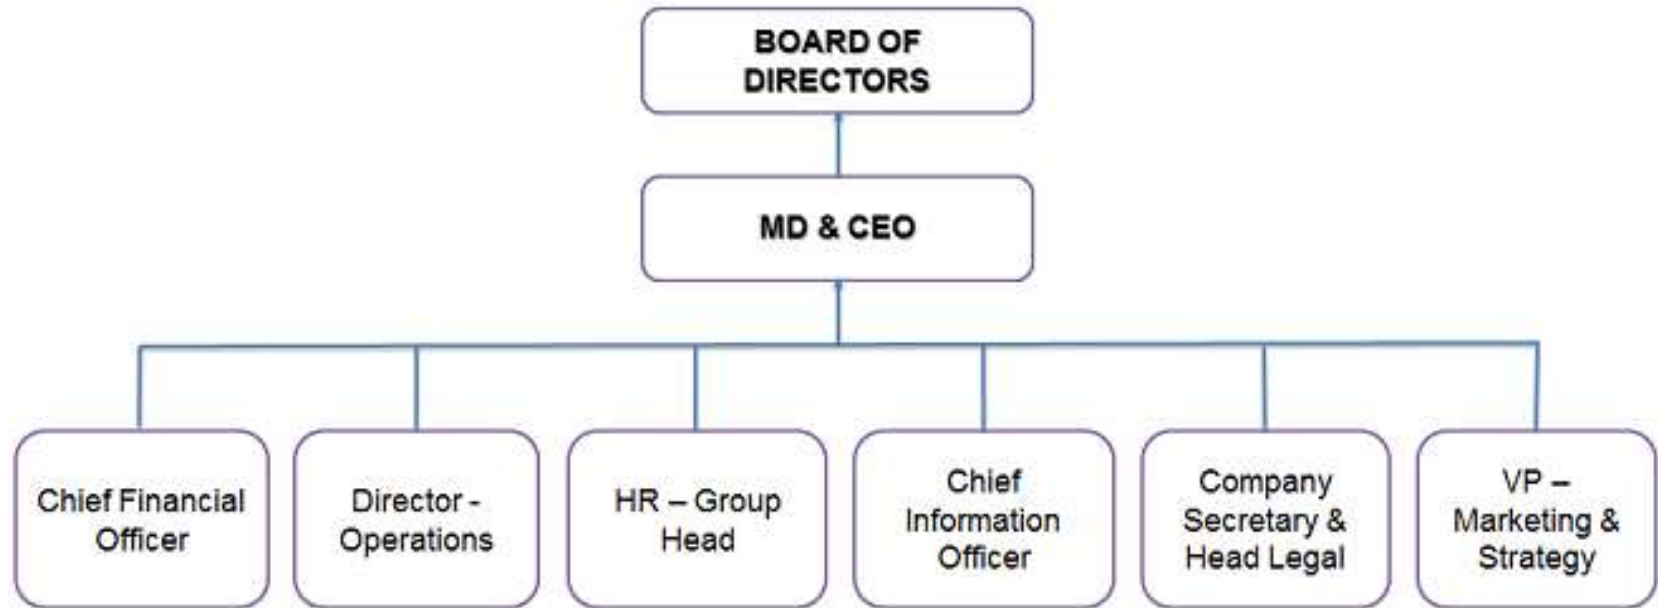 BOARD OF
DIRECTORS
MD & CEO
Chief Financial
Officer
Director -
Operations
HR – Group
Head
Chief
Information
Officer
Company
Secretary &
Head Legal
VP –
Marketing &
Strategy